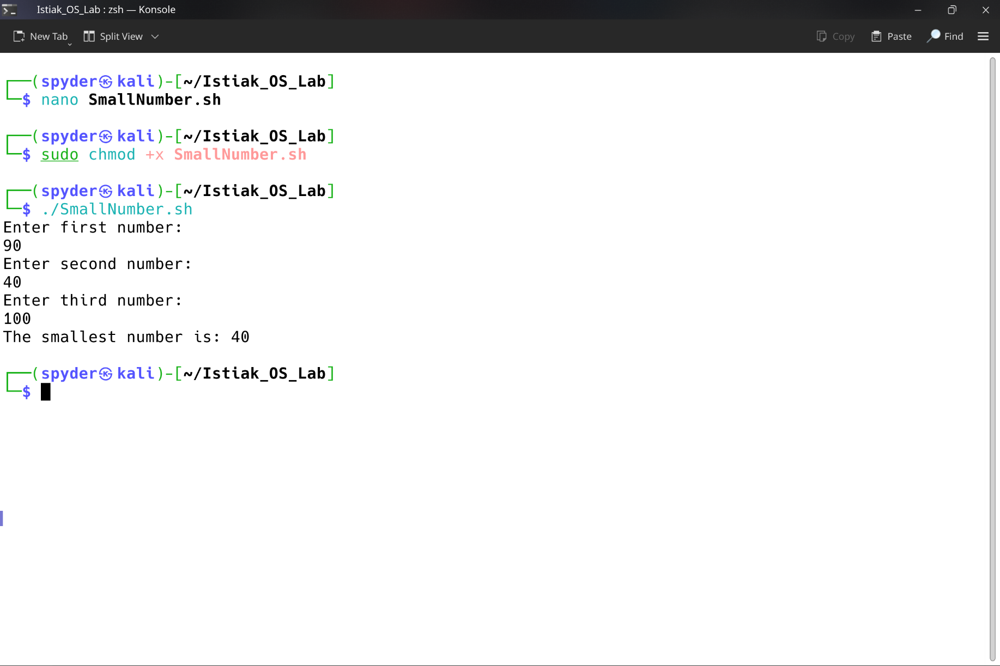 Istiak_OS_Lab : zsh — Konsole
New Tab Split View Copy Paste Find
┌──(spyder㉿kali)-[~/Istiak_OS_Lab]
└─$ nano SmallNumber.sh
┌──(spyder㉿kali)-[~/Istiak_OS_Lab]
└─$ sudo chmod +x SmallNumber.sh
┌──(spyder㉿kali)-[~/Istiak_OS_Lab]
└─$ ./SmallNumber.sh
Enter first number:
90
Enter second number:
40
Enter third number:
100
The smallest number is: 40
┌──(spyder㉿kali)-[~/Istiak_OS_Lab]
└─$